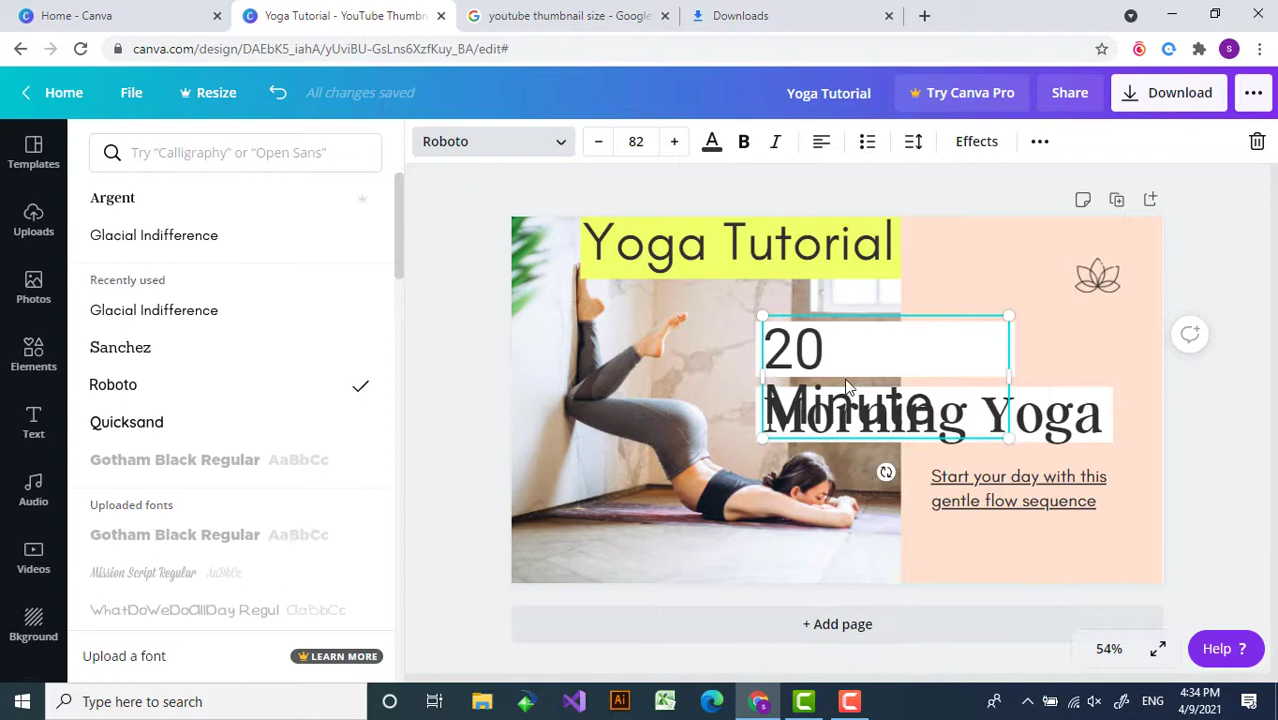 Home - Canva
Yoga Tutorial - YouTube Thumbn
youtube thumbnail size - Google
Downloads
canva.com/design/DAEbK5_iahA/yUviBU-GsLns6XzfKuy_BA/edit#
S
Home
File
Resize
All changes saved
Yoga Tutorial
Try Canva Pro
Share
Download
Templates
Uploads
Photos
Elements
Text
Audio
Videos
Bkground
Try “Calligraphy” or “Open Sans”
Argent
Glacial Indifference
Recently used
Glacial Indifference
Sanchez
Roboto
Quicksand
Gotham Black Regular AaBbCc
Uploaded fonts
Gotham Black Regular AaBbCc
Mission Script Regular AaBbCc
WhatDoWeDoAllDay Regul AaBbCc
Upload a font
LEARN MORE
Roboto
82
A B I
Effects
Yoga Tutorial
20
Minute
Morning Yoga
Start your day with this
gentle flow sequence
+ Add page
54%
Help ?
Type here to search
Ai
S
ENG
4:34 PM
4/9/2021